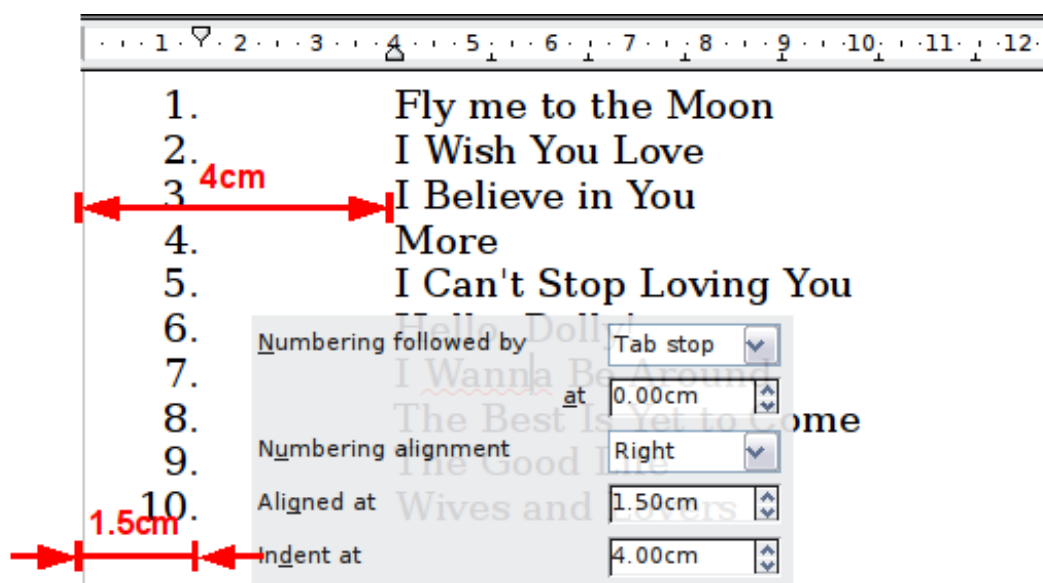 1 2 3 4 5 6 7 8 9 10 11 12
1. Fly me to the Moon
2. I Wish You Love
4cm
3 I Believe in You
4. More
5. I Can't Stop Loving You
6. Hello, Dolly!
Numbering followed by Tab stop
7. I Wanna Be Around
at 0.00cm
8. The Best Is Yet to Come
Numbering alignment Right
9. The Good Life
10. Wives and Lovers
Aligned at 1.50cm
1.5cm
Indent at 4.00cm